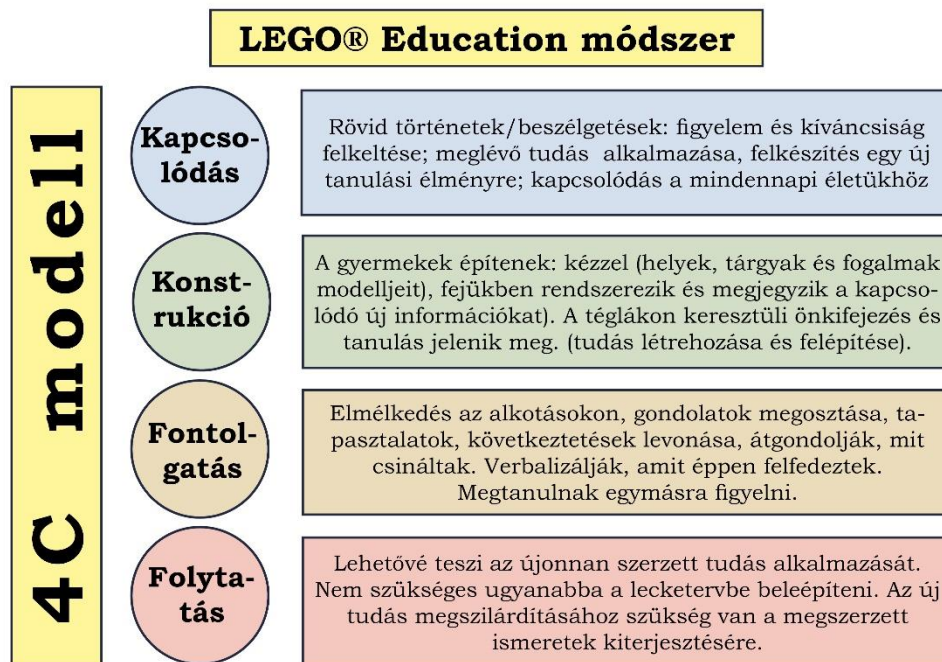 LEGO® Education módszer
4C modell
Kapcso-
lódás
Rövid történetek/beszélgetések: figyelem és kíváncsiság
felkeltése; meglévő tudás alkalmazása, felkészítés egy új
tanulási élményre; kapcsolódás a mindennapi életükhöz
Konst-
rukció
A gyermekek építenek: kézzel (helyek, tárgyak és fogalmak
modelljeit), fejükben rendszerezik és megjegyzik a kapcso-
lódó új információkat). A téglákon keresztüli önkifejezés és
tanulás jelenik meg. (tudás létrehozása és felépítése).
Fontol-
gatás
Elmélkedés az alkotásokon, gondolatok megosztása, ta-
pasztalatok, következtetések levonása, átgondolják, mit
csináltak. Verbalizálják, amit éppen felfedeztek.
Megtanulnak egymásra figyelni.
Folyta-
tás
Lehetővé teszi az újonnan szerzett tudás alkalmazását.
Nem szükséges ugyanabba a lecketervbe beleépíteni. Az új
tudás megszilárdításához szükség van a megszerzett
ismeretek kiterjesztésére.